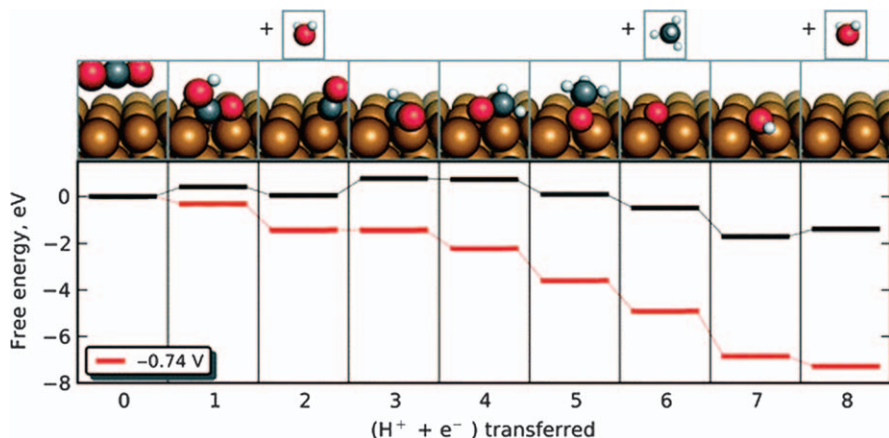 + + +
Free energy, eV
0
−2
−4
−6
−8
−0.74 V
0 1 2 3 4 5 6 7 8
(H⁺ + e⁻) transferred